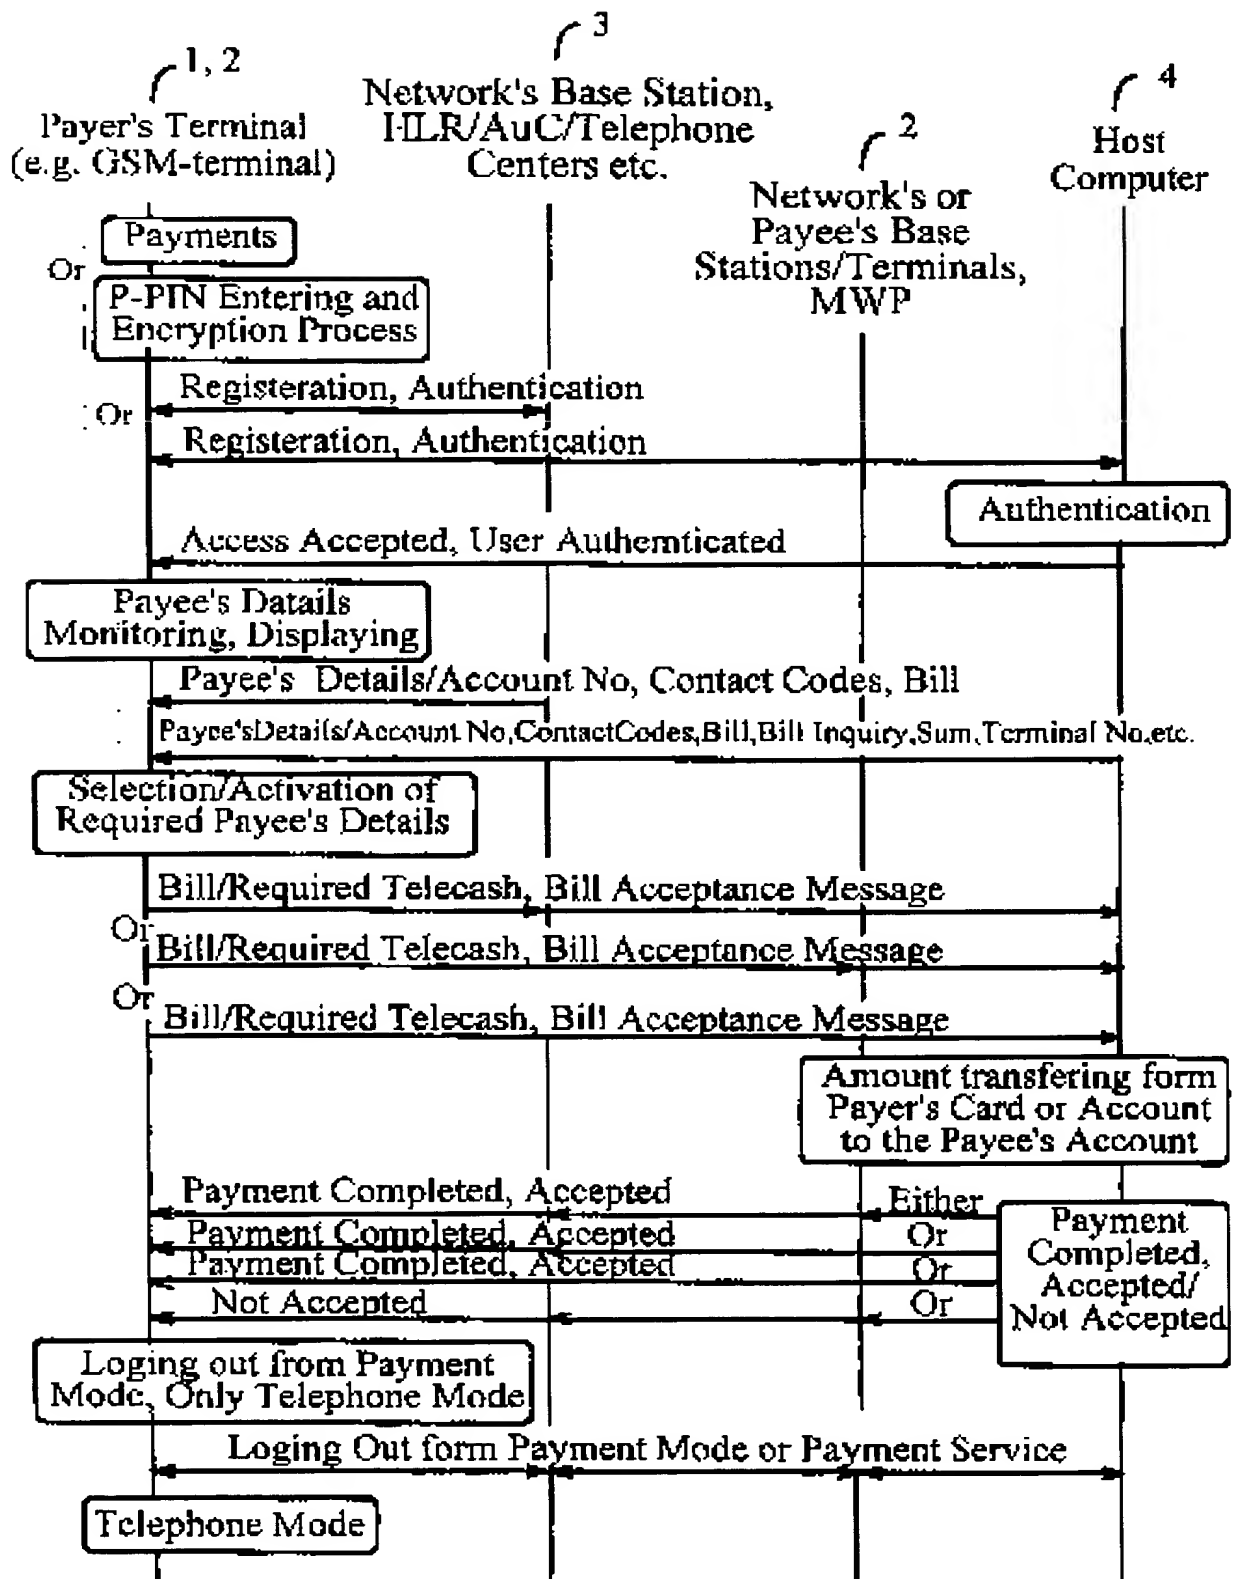 1, 2
3
4
2
Payer's Terminal
(e.g. GSM-terminal)
Network's Base Station,
HLR/AuC/Telephone
Centers etc.
Network's or
Payee's Base
Stations/Terminals,
MWP
Host
Computer
Payments
Or
P-PIN Entering and
Encryption Process
Registeration, Authentication
Or
Registeration, Authentication
Authentication
Access Accepted, User Authemticated
Payee's Datails
Monitoring, Displaying
Payee's Details/Account No, Contact Codes, Bill
Payee'sDetails/Account No,ContactCodes,Bill,Bill Inquiry,Sum,Terminal No,etc.
Selection/Activation of
Required Payee's Details
Bill/Required Telecash, Bill Acceptance Message
Or
Bill/Required Telecash, Bill Acceptance Message
Or
Bill/Required Telecash, Bill Acceptance Message
Amount transfering form
Payer's Card or Account
to the Payee's Account
Payment Completed, Accepted
Either
Payment Completed, Accepted
Or
Payment Completed, Accepted
Or
Not Accepted
Or
Payment
Completed,
Accepted/
Not Accepted
Loging out from Payment
Mode, Only Telephone Mode
Loging Out form Payment Mode or Payment Service
Telephone Mode